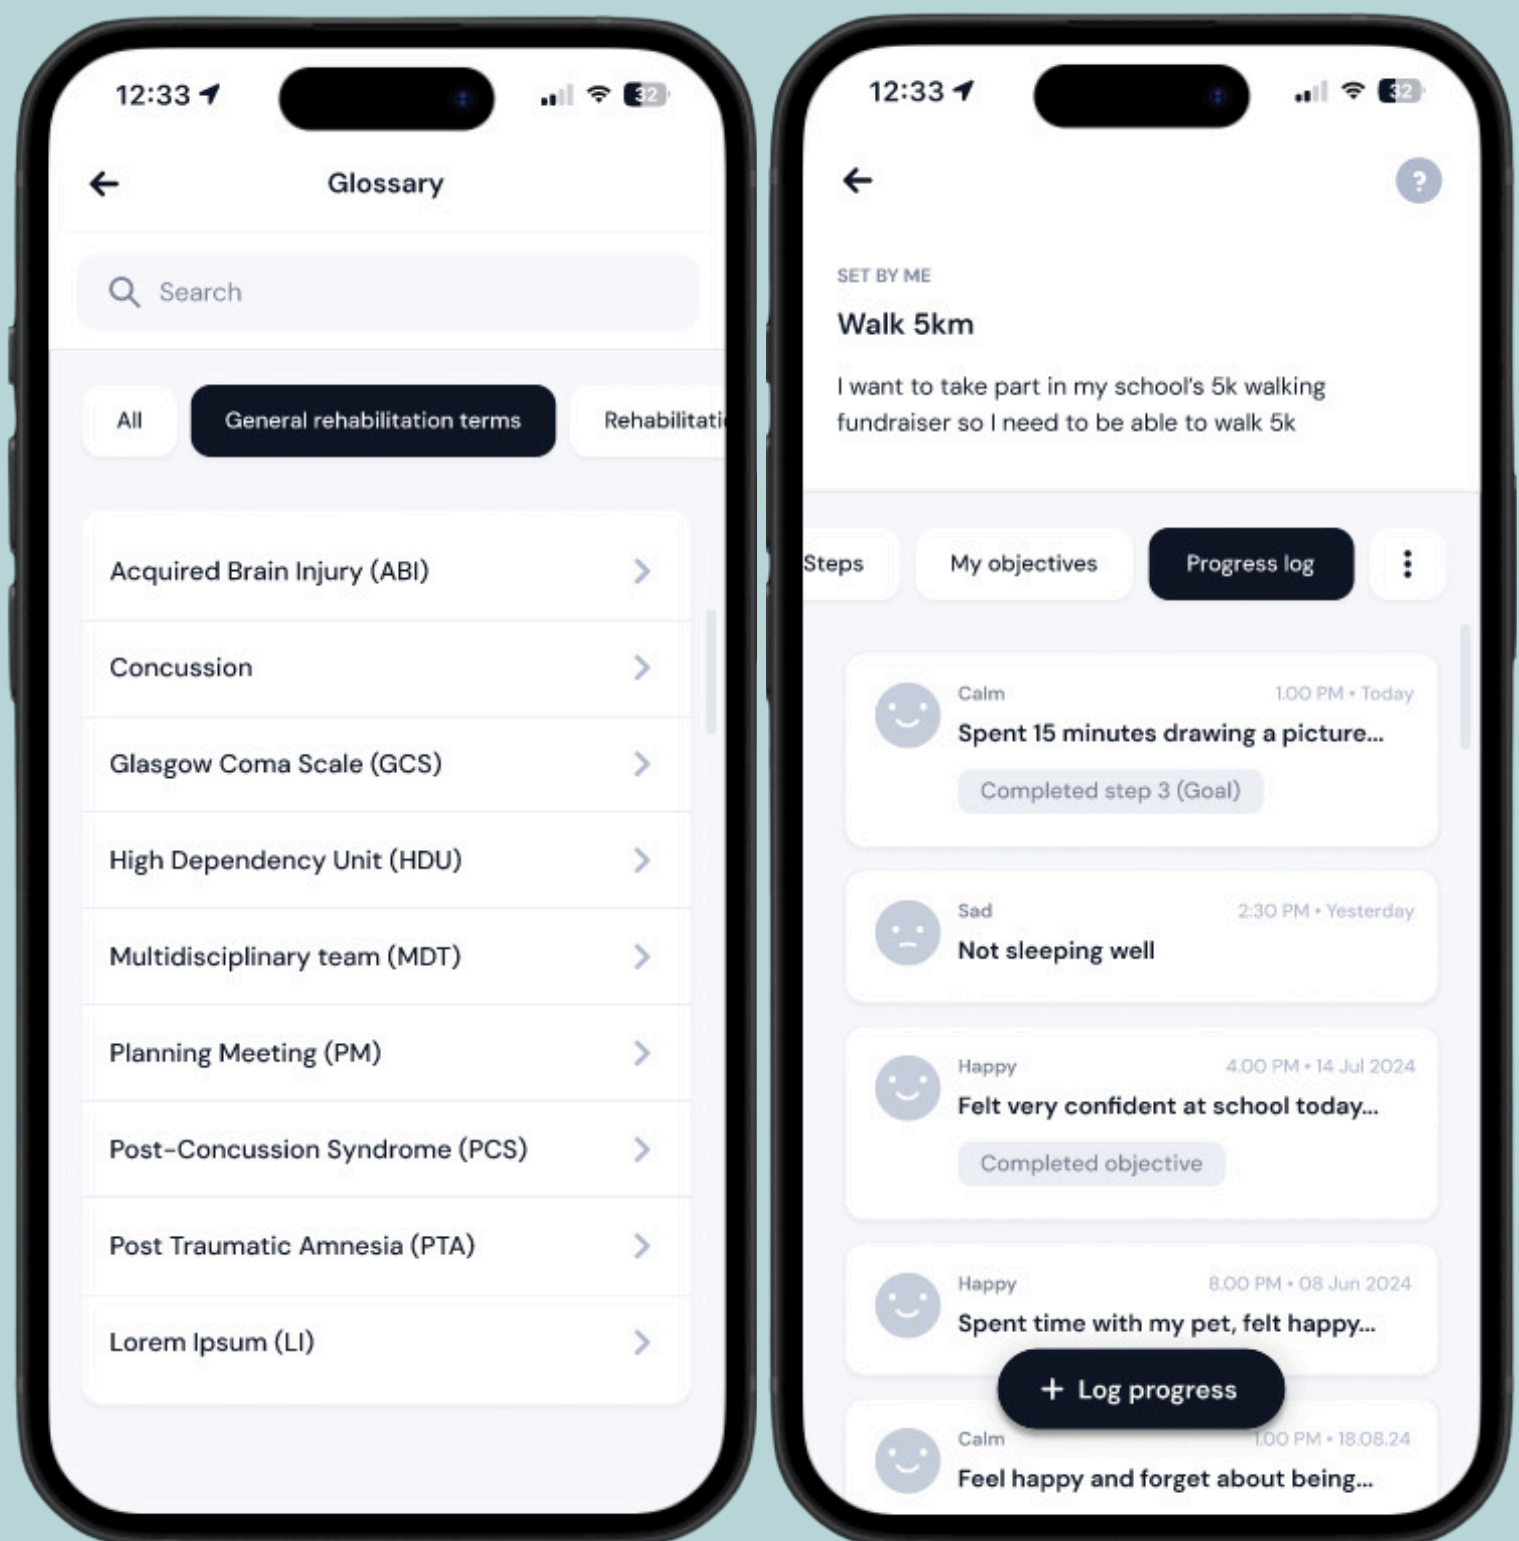 12:33
32
Glossary
Search
All
General rehabilitation terms
Rehabilitati
Acquired Brain Injury (ABI)
Concussion
Glasgow Coma Scale (GCS)
High Dependency Unit (HDU)
Multidisciplinary team (MDT)
Planning Meeting (PM)
Post-Concussion Syndrome (PCS)
Post Traumatic Amnesia (PTA)
Lorem Ipsum (LI)
12:33
32
?
SET BY ME
Walk 5km
I want to take part in my school's 5k walking
fundraiser so I need to be able to walk 5k
Steps
My objectives
Progress log
Calm
1.00 PM • Today
Spent 15 minutes drawing a picture...
Completed step 3 (Goal)
Sad
2:30 PM • Yesterday
Not sleeping well
Happy
4.00 PM • 14 Jul 2024
Felt very confident at school today...
Completed objective
Happy
8.00 PM • 08 Jun 2024
Spent time with my pet, felt happy...
+ Log progress
Calm
1.00 PM • 18.08.24
Feel happy and forget about being...